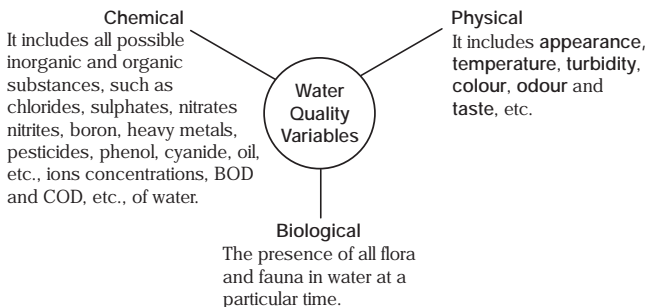 Chemical
It includes all possible
inorganic and organic
substances, such as
chlorides, sulphates, nitrates
nitrites, boron, heavy metals,
pesticides, phenol, cyanide, oil,
etc., ions concentrations, BOD
and COD, etc., of water.
Water
Quality
Variables
Physical
It includes appearance,
temperature, turbidity,
colour, odour and
taste, etc.
Biological
The presence of all flora
and fauna in water at a
particular time.